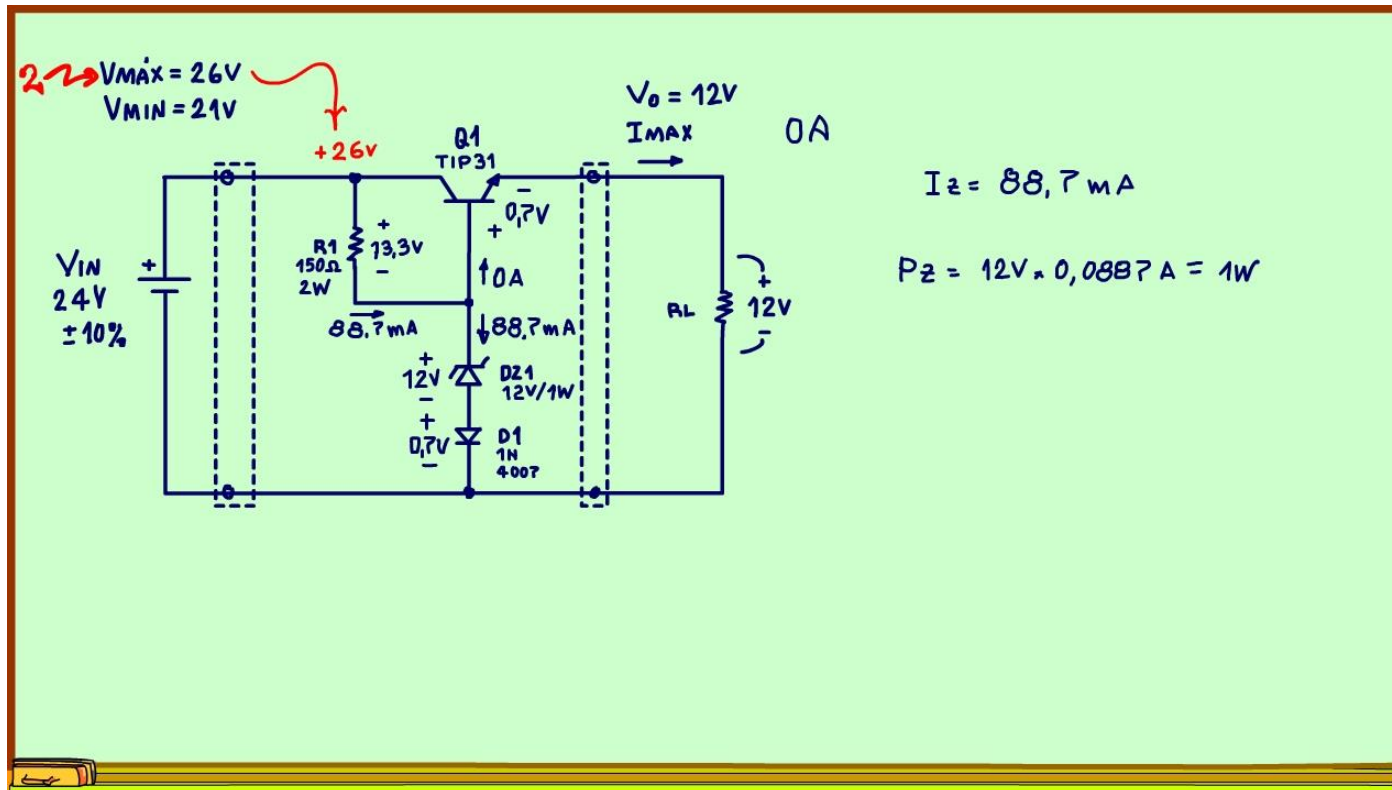 2 VMÁX = 26V
VMIN = 21V
+26V
Q1
TIP31
V0 = 12V
IMAX
0A
Iz = 88,7 mA
Pz = 12V × 0,0887 A = 1W
VIN
24V
±10%
+
R1
150Ω
2W
+
13,3V
-
-
0,7V
+
0A
88,7mA
88,7mA
+
12V
-
DZ1
12V/1W
+
0,7V
-
D1
1N
4007
RL
+
12V
-